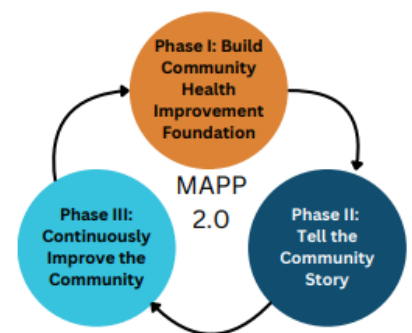 Phase I: Build
Community
Health
Improvement
Foundation
MAPP
2.0
Phase II:
Tell the
Community
Story
Phase III:
Continuously
Improve the
Community